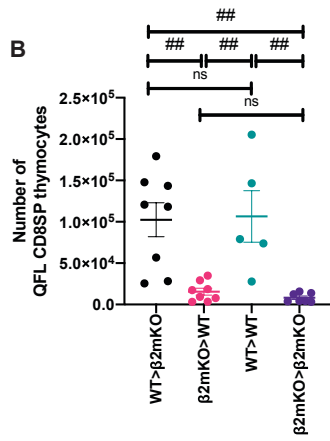 B
##
## ## ##
ns
ns
Number of
QFL CD8SP thymocytes
2.5×10⁵
2.0×10⁵
1.5×10⁵
1.0×10⁵
5.0×10⁴
0.0
WT>β2mKO
β2mKO>WT
WT>WT
β2mKO>β2mKO